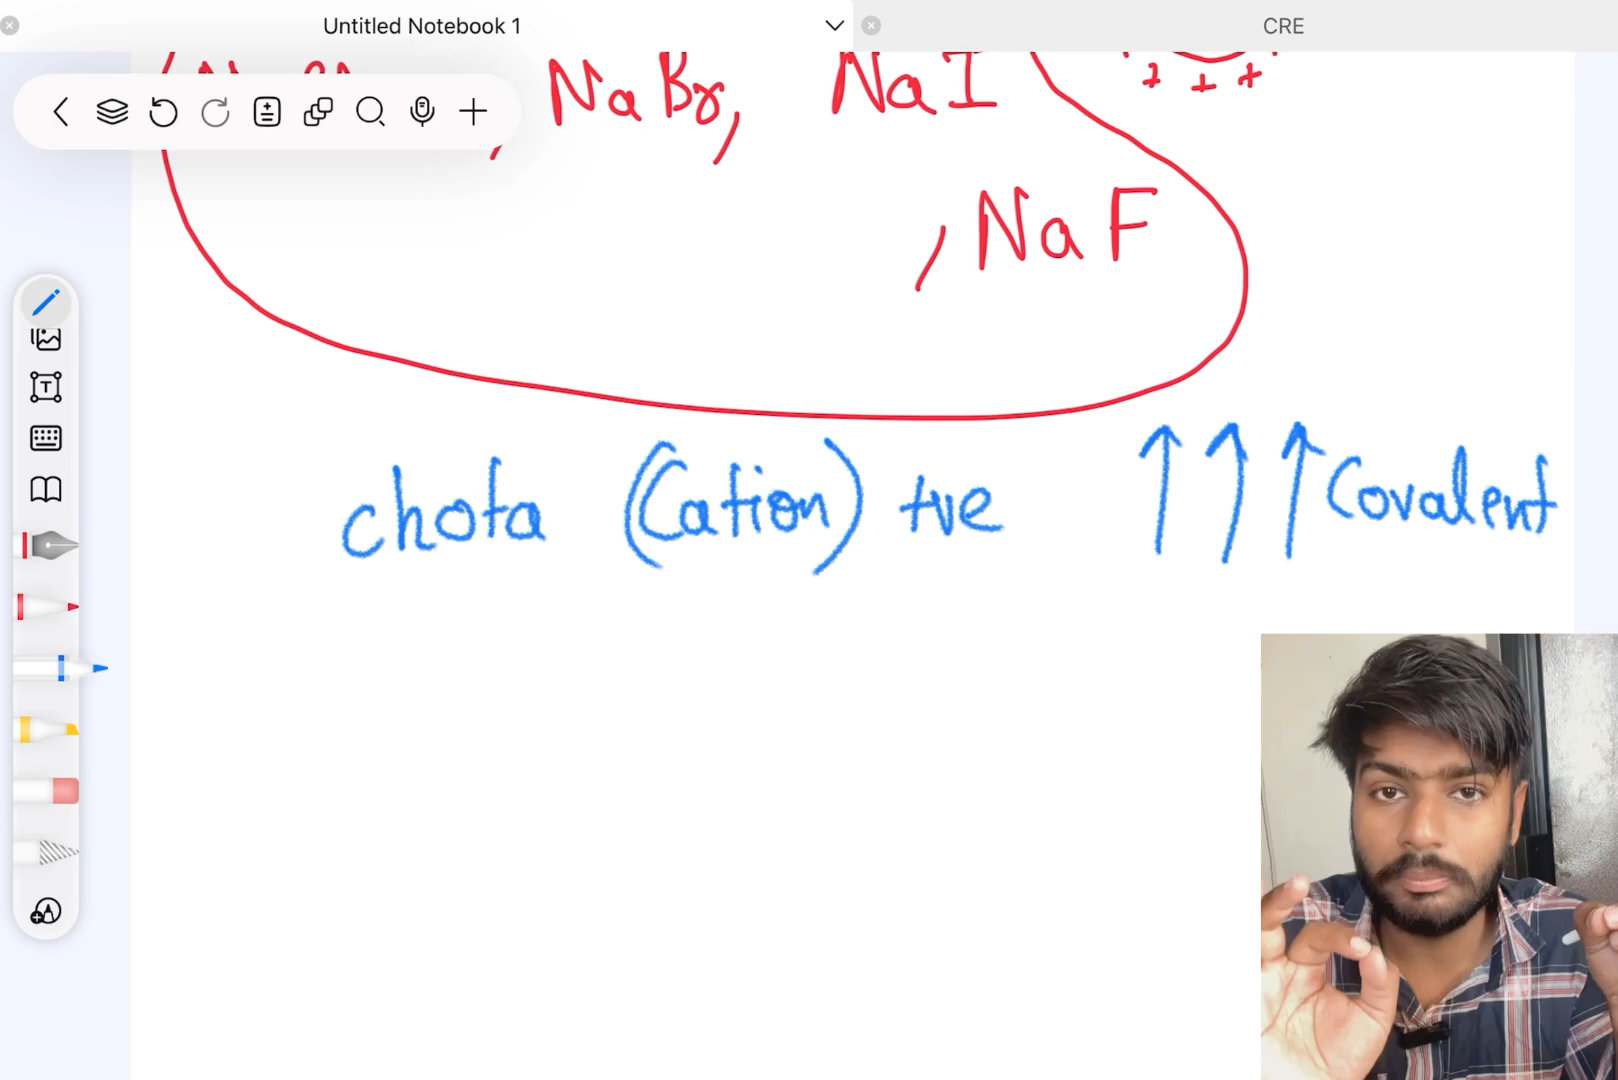 Untitled Notebook 1
CRE
NaBr, NaI
+ + +
, NaF
chota (Cation) +ve ↑↑↑ Covalent